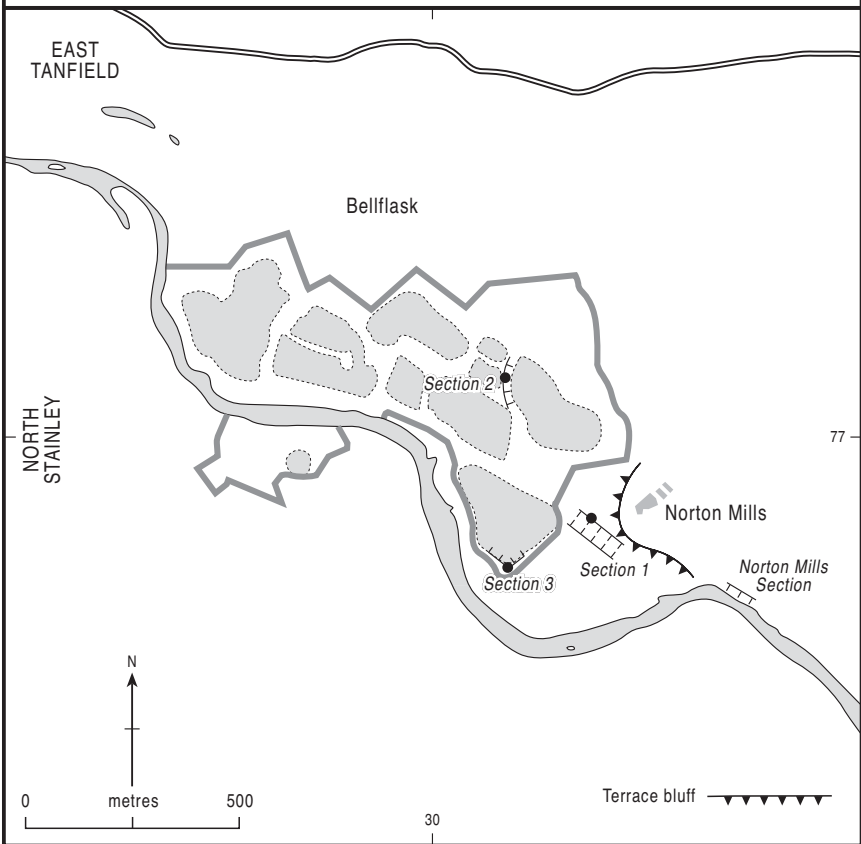 EAST
TANFIELD
Bellflask
Section 2
NORTH
STAINLEY
77
Norton Mills
Section 1
Norton Mills
Section
Section 3
N
0 metres 500
Terrace bluff
30